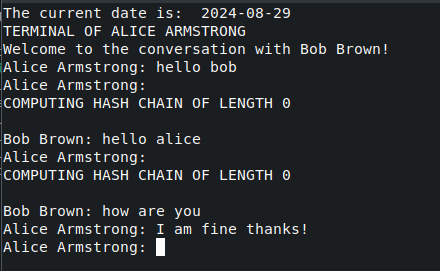 The current date is:  2024-08-29
TERMINAL OF ALICE ARMSTRONG
Welcome to the conversation with Bob Brown!
Alice Armstrong: hello bob
Alice Armstrong:
COMPUTING HASH CHAIN OF LENGTH 0

Bob Brown: hello alice
Alice Armstrong:
COMPUTING HASH CHAIN OF LENGTH 0

Bob Brown: how are you
Alice Armstrong: I am fine thanks!
Alice Armstrong: